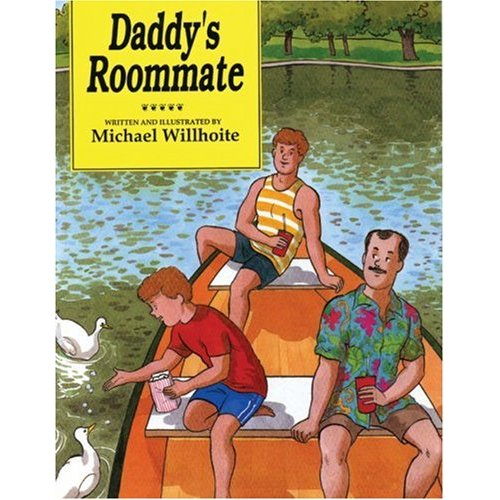 Daddy's
Roommate
WRITTEN AND ILLUSTRATED BY
Michael Willhoite